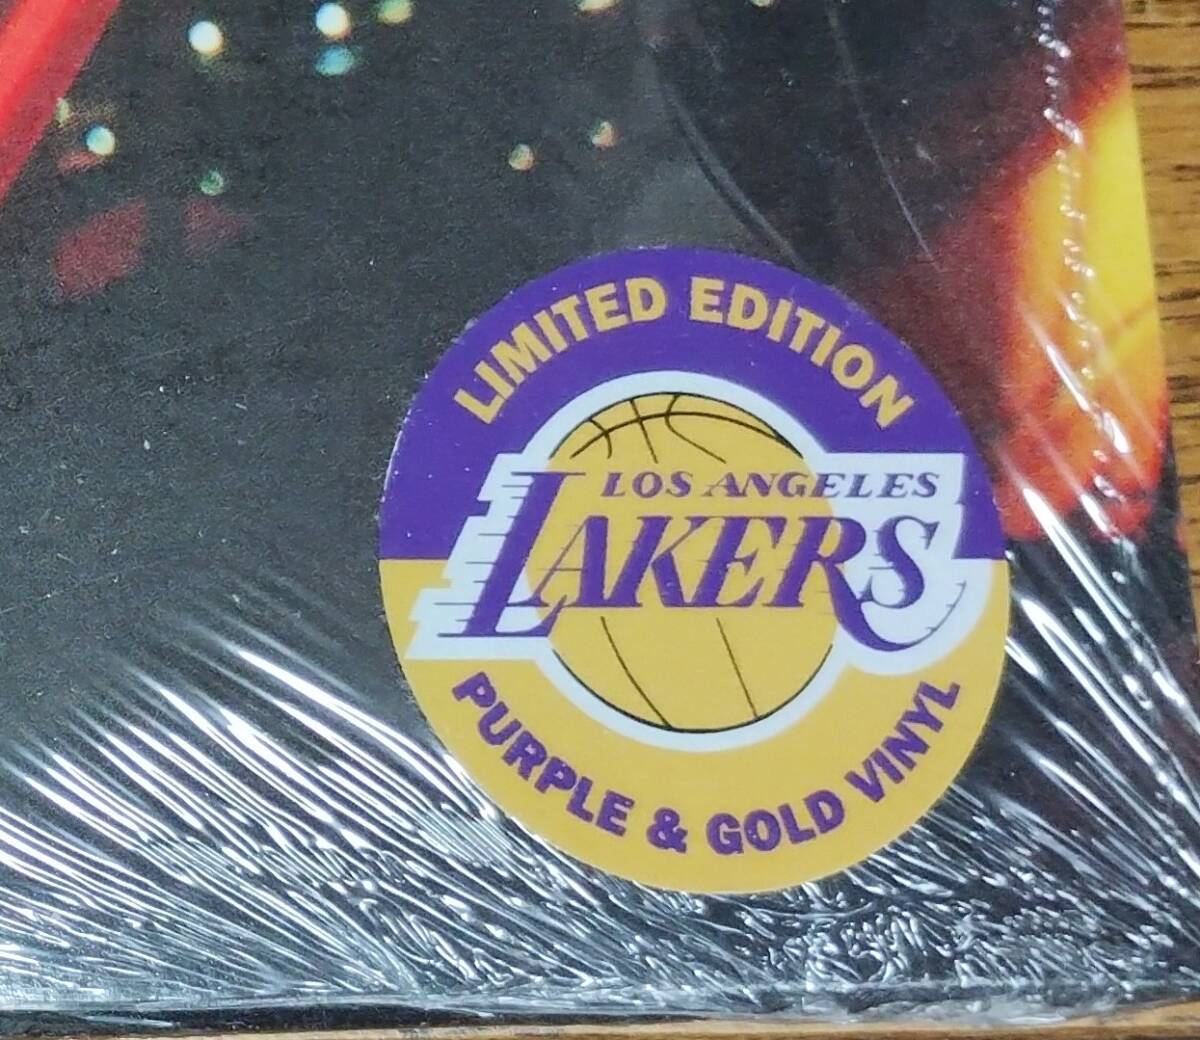 LIMITED EDITION
LOS ANGELES
LAKERS
PURPLE & GOLD VINYL